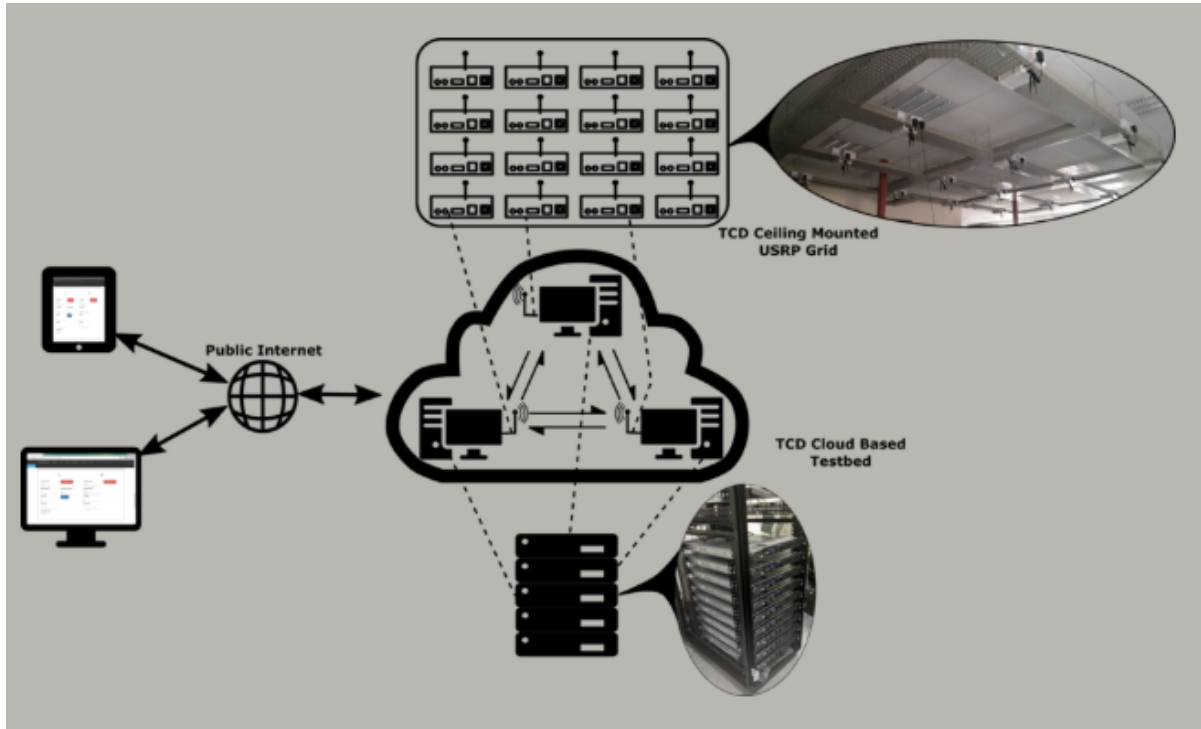 TCD Ceiling Mounted
USRP Grid
Public Internet
TCD Cloud Based
Testbed